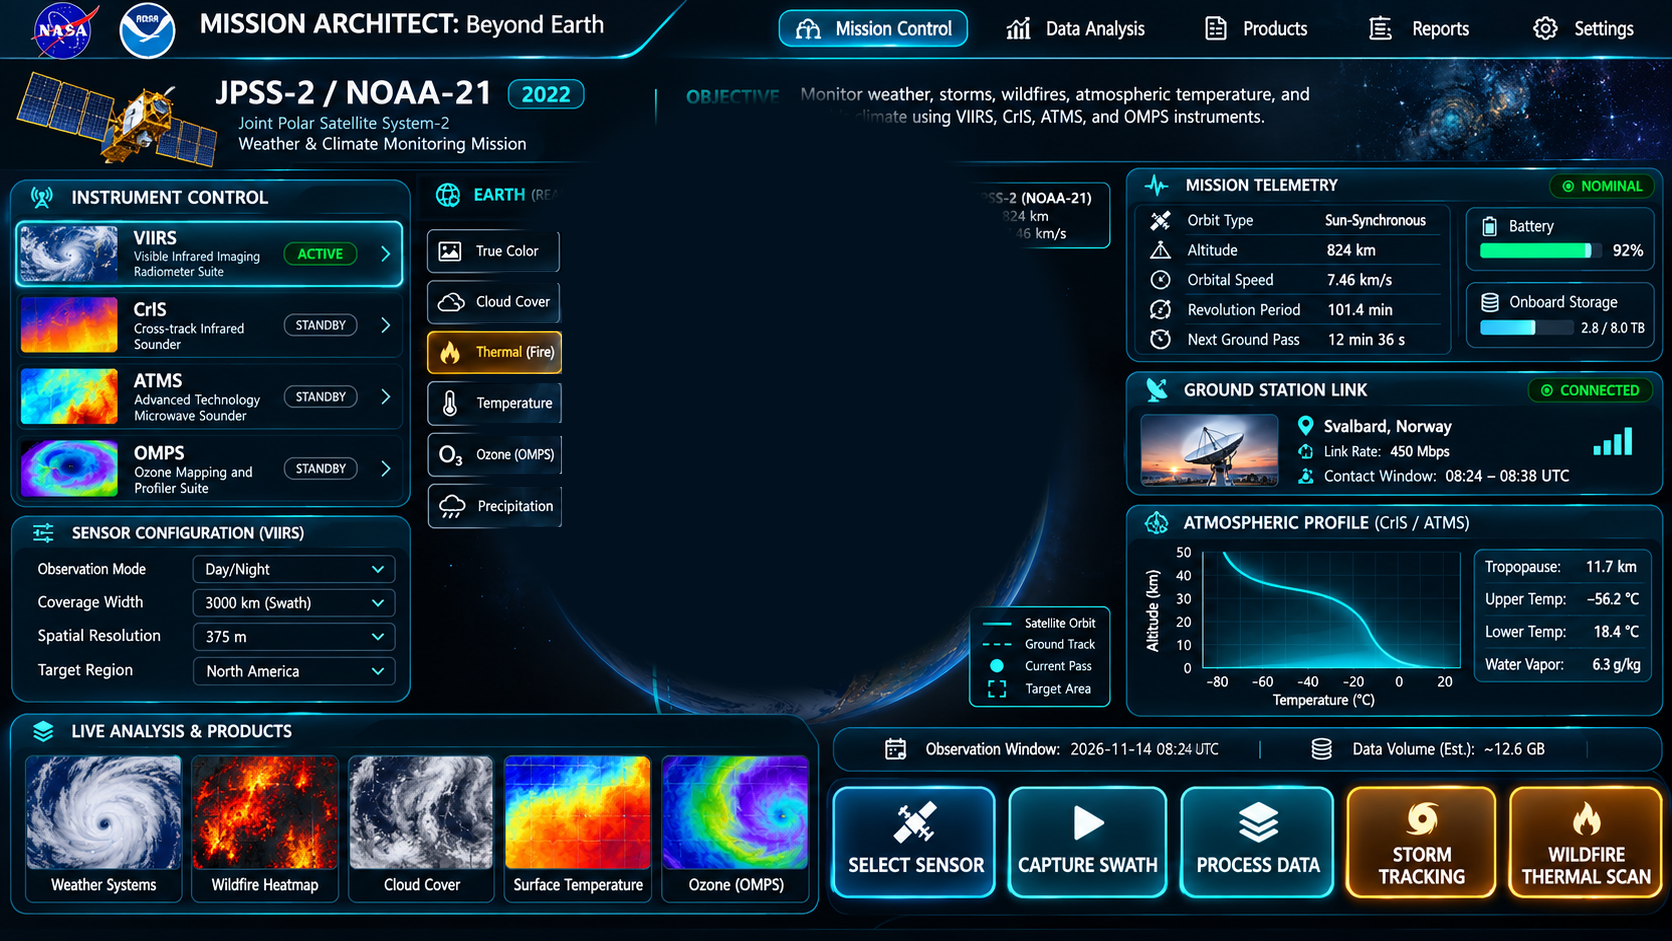 NASA
MISSION ARCHITECT: Beyond Earth
Mission Control
Data Analysis
Products
Reports
Settings
JPSS-2 / NOAA-21
2022
Joint Polar Satellite System-2
Weather & Climate Monitoring Mission
OBJECTIVE
Monitor weather, storms, wildfires, atmospheric temperature, and
climate using VIIRS, CrIS, ATMS, and OMPS instruments.
INSTRUMENT CONTROL
VIIRS
Visible Infrared Imaging
Radiometer Suite
ACTIVE
CrIS
Cross-track Infrared
Sounder
STANDBY
ATMS
Advanced Technology
Microwave Sounder
STANDBY
OMPS
Ozone Mapping and
Profiler Suite
STANDBY
SENSOR CONFIGURATION (VIIRS)
Observation Mode
Day/Night
Coverage Width
3000 km (Swath)
Spatial Resolution
375 m
Target Region
North America
EARTH
True Color
Cloud Cover
Thermal (Fire)
Temperature
O3 Ozone (OMPS)
Precipitation
(NOAA-21)
824 km
km/s
Satellite Orbit
Ground Track
Current Pass
Target Area
MISSION TELEMETRY
NOMINAL
Orbit Type Sun-Synchronous
Altitude 824 km
Orbital Speed 7.46 km/s
Revolution Period 101.4 min
Next Ground Pass 12 min 36 s
Battery
92%
Onboard Storage
2.8 / 8.0 TB
GROUND STATION LINK
CONNECTED
Svalbard, Norway
Link Rate: 450 Mbps
Contact Window: 08:24 – 08:38 UTC
ATMOSPHERIC PROFILE (CrIS / ATMS)
Altitude (km)
50
40
30
20
10
0
-80 -60 -40 -20 0 20
Temperature (°C)
Tropopause: 11.7 km
Upper Temp: -56.2 °C
Lower Temp: 18.4 °C
Water Vapor: 6.3 g/kg
LIVE ANALYSIS & PRODUCTS
Weather Systems
Wildfire Heatmap
Cloud Cover
Surface Temperature
Ozone (OMPS)
Observation Window: 2026-11-14 08:24 UTC
Data Volume (Est.): ~12.6 GB
SELECT SENSOR
CAPTURE SWATH
PROCESS DATA
STORM
TRACKING
WILDFIRE
THERMAL SCAN